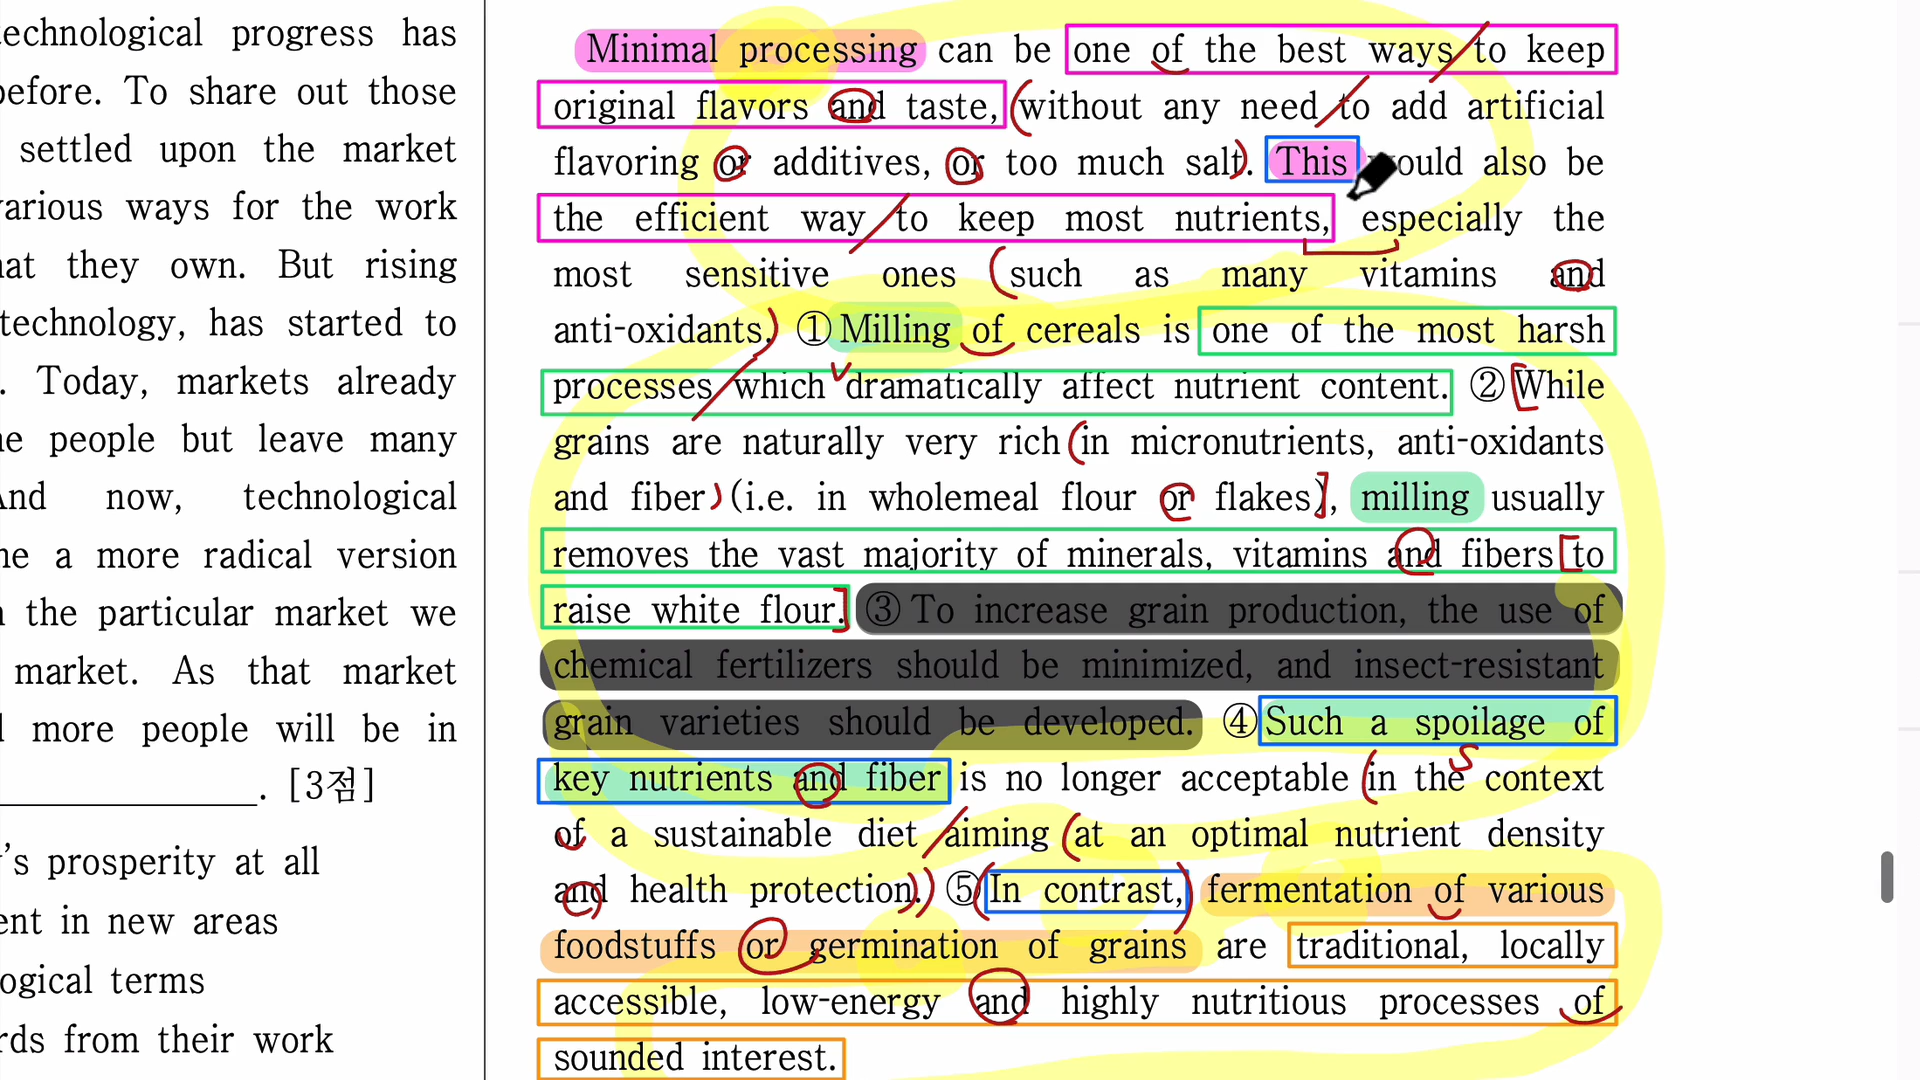 technological progress has
before. To share out those
settled upon the market
various ways for the work
that they own. But rising
technology, has started to
. Today, markets already
people but leave many
And now, technological
a more radical version
the particular market we
market. As that market
more people will be in
. [3점]
's prosperity at all
in new areas
terms
from their work
Minimal processing can be one of the best ways to keep
original flavors and taste, without any need to add artificial
flavoring or additives, or too much salt. This would also be
the efficient way to keep most nutrients, especially the
most sensitive ones such as many vitamins and
anti-oxidants. ① Milling of cereals is one of the most harsh
processes which dramatically affect nutrient content. ② While
grains are naturally very rich in micronutrients, anti-oxidants
and fiber (i.e. in wholemeal flour or flakes), milling usually
removes the vast majority of minerals, vitamins and fibers to
raise white flour. ③ To increase grain production, the use of
chemical fertilizers should be minimized, and insect-resistant
grain varieties should be developed. ④ Such a spoilage of
key nutrients and fiber is no longer acceptable in the context
of a sustainable diet aiming at an optimal nutrient density
and health protection. ⑤ In contrast, fermentation of various
foodstuffs or germination of grains are traditional, locally
accessible, low-energy and highly nutritious processes of
sounded interest.